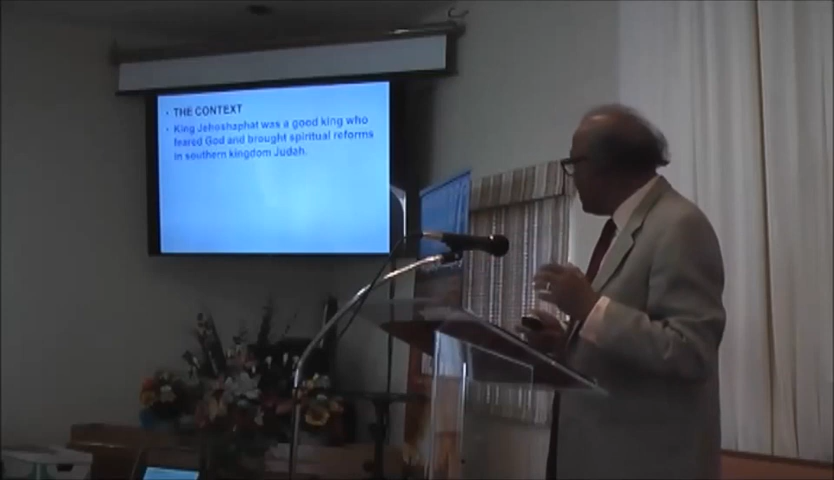 • THE CONTEXT
• King Jehoshaphat was a good king who
feared God and brought spiritual reforms
in southern kingdom Judah.